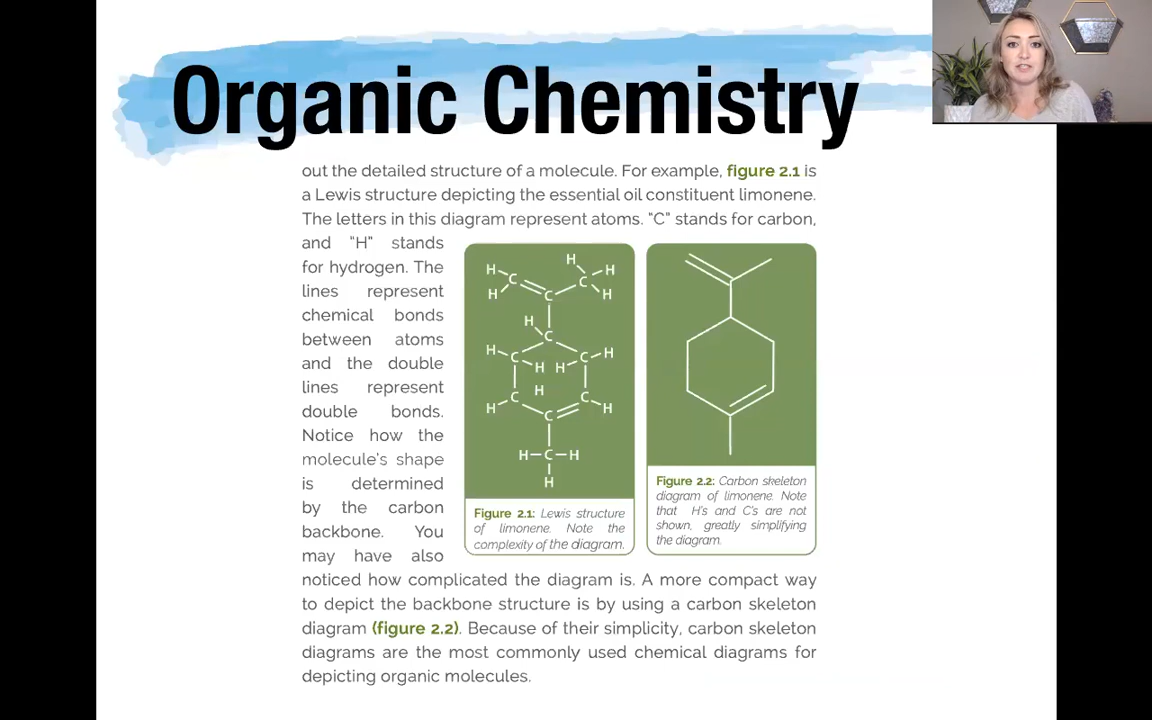 Organic Chemistry
out the detailed structure of a molecule. For example, figure 2.1 is
a Lewis structure depicting the essential oil constituent limonene.
The letters in this diagram represent atoms. “C” stands for carbon,
and “H” stands
for hydrogen. The
lines represent
chemical bonds
between atoms
and the double
lines represent
double bonds.
Notice how the
molecule's shape
is determined
by the carbon
backbone. You
may have also
H
H C C H
H H
C
H
C
H C C H
H H
H
H C C H
C
H–C–H
H
Figure 2.1: Lewis structure
of limonene. Note the
complexity of the diagram.
Figure 2.2: Carbon skeleton
diagram of limonene. Note
that H's and C's are not
shown, greatly simplifying
the diagram.
noticed how complicated the diagram is. A more compact way
to depict the backbone structure is by using a carbon skeleton
diagram (figure 2.2). Because of their simplicity, carbon skeleton
diagrams are the most commonly used chemical diagrams for
depicting organic molecules.